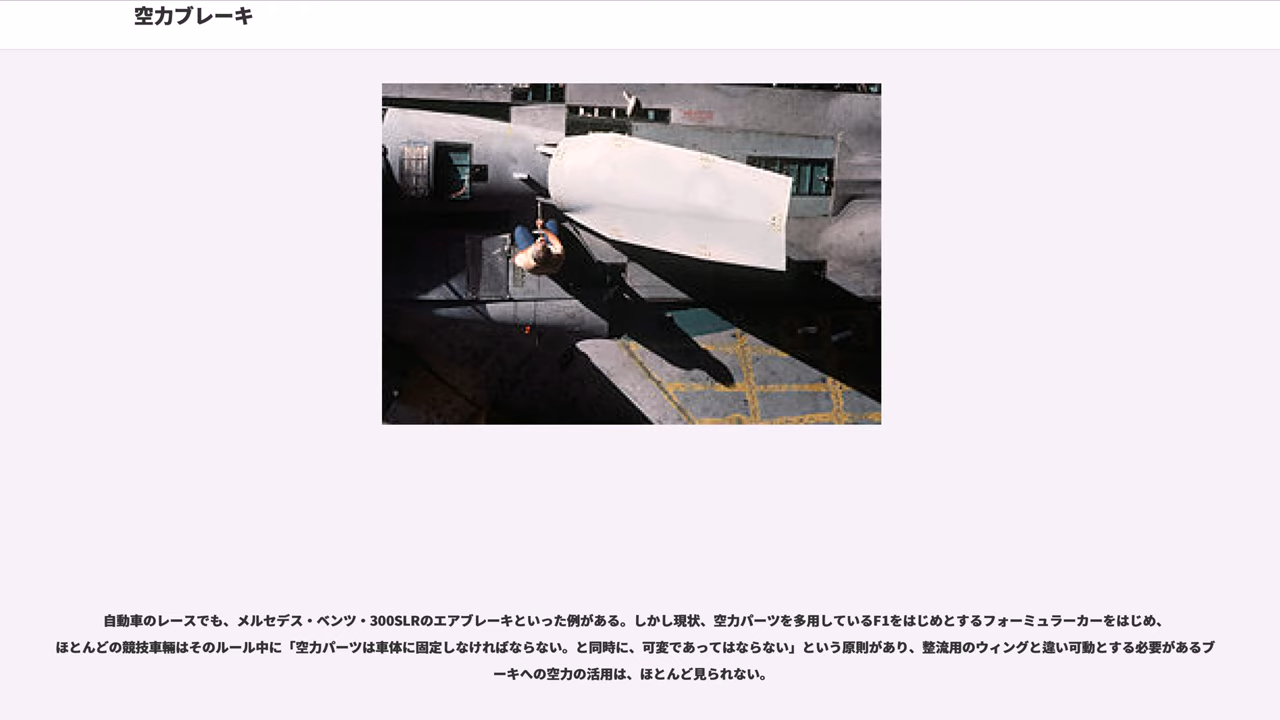 空力ブレーキ
自動車のレースでも、メルセデス・ベンツ・300SLRのエアブレーキといった例がある。しかし現状、空力パーツを多用しているF1をはじめとするフォーミュラーカーをはじめ、
ほとんどの競技車輛はそのルール中に「空力パーツは車体に固定しなければならない。と同時に、可変であってはならない」という原則があり、整流用のウィングと違い可動とする必要があるブ
ーキへの空力の活用は、ほとんど見られない。